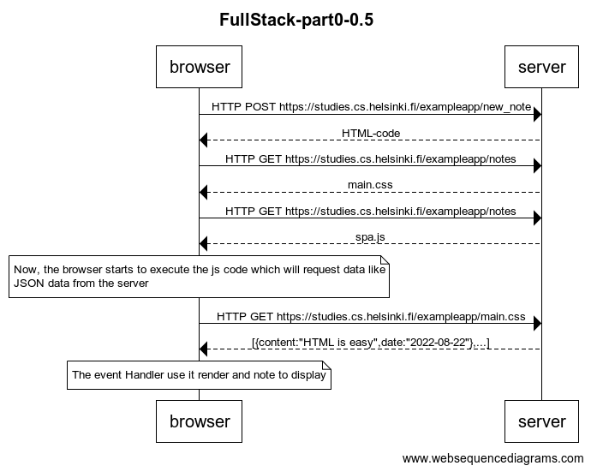 FullStack-part0-0.5
browser
server
HTTP POST https://studies.cs.helsinki.fi/exampleapp/new_note
HTML-code
HTTP GET https://studies.cs.helsinki.fi/exampleapp/notes
main.css
HTTP GET https://studies.cs.helsinki.fi/exampleapp/notes
spa.js
Now, the browser starts to execute the js code which will request data like
JSON data from the server
HTTP GET https://studies.cs.helsinki.fi/exampleapp/main.css
[{content:"HTML is easy",date:"2022-08-22"},...]
The event Handler use it render and note to display
browser
server
www.websequencediagrams.com